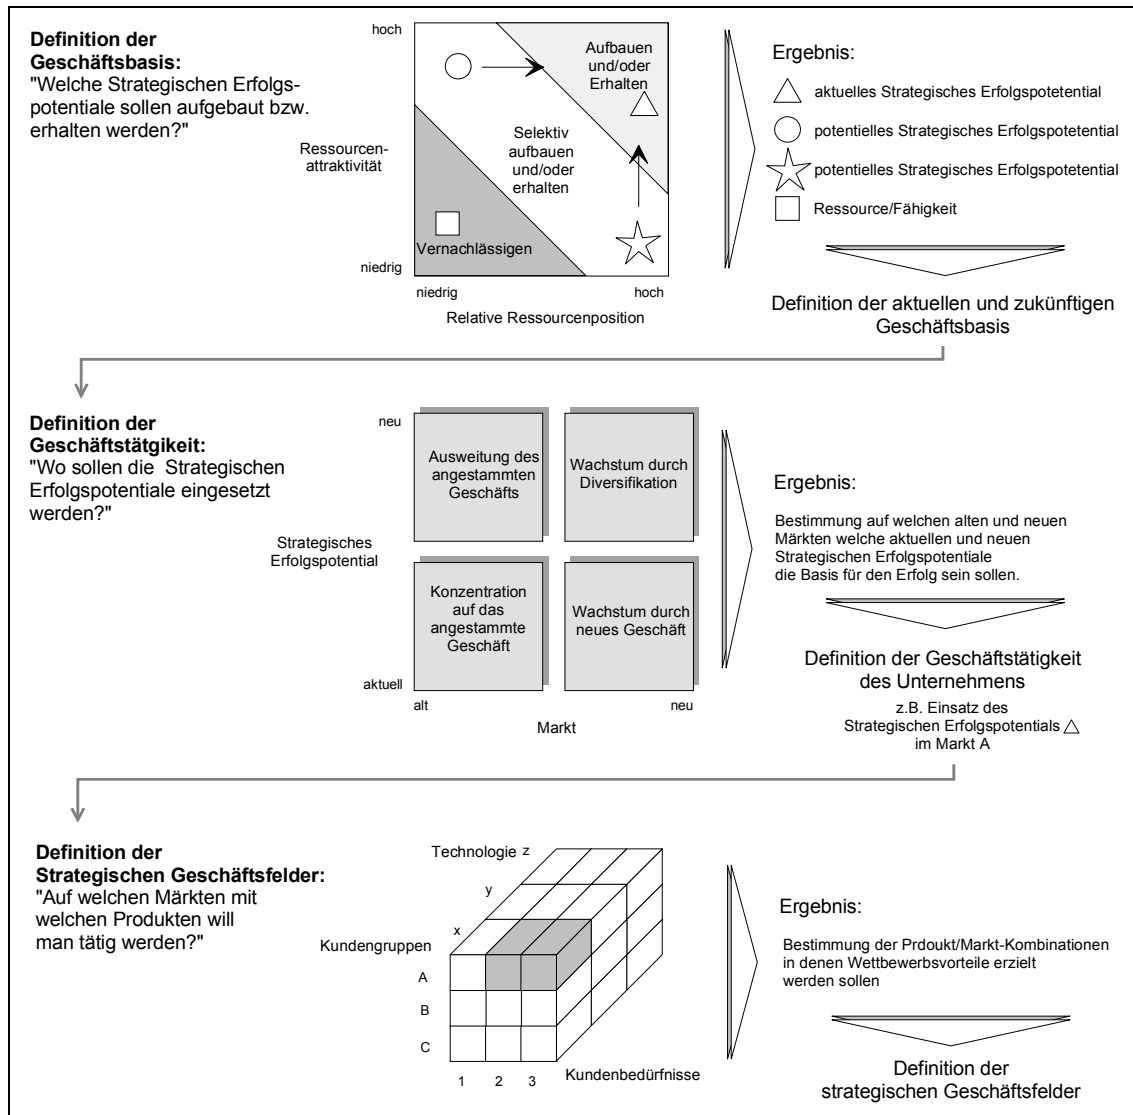 Definition der
Geschäftsbasis:
"Welche Strategischen Erfolgs-
potentiale sollen aufgebaut bzw.
erhalten werden?"
hoch
Ressourcen-
attraktivität
niedrig
Aufbauen
und/oder
Erhalten
Selektiv
aufbauen
und/oder
erhalten
Vernachlässigen
niedrig
hoch
Relative Ressourcenposition
Ergebnis:
aktuelles Strategisches Erfolgspotetential
potentielles Strategisches Erfolgspotetential
potentielles Strategisches Erfolgspotetential
Ressource/Fähigkeit
Definition der aktuellen und zukünftigen
Geschäftsbasis
Definition der
Geschäftstätgikeit:
"Wo sollen die Strategischen
Erfolgspotentiale eingesetzt
werden?"
neu
Strategisches
Erfolgspotential
aktuell
Ausweitung des
angestammten
Geschäfts
Wachstum durch
Diversifikation
Konzentration
auf das
angestammte
Geschäft
Wachstum durch
neues Geschäft
alt
neu
Markt
Ergebnis:
Bestimmung auf welchen alten und neuen
Märkten welche aktuellen und neuen
Strategischen Erfolgspotentiale
die Basis für den Erfolg sein sollen.
Definition der Geschäftstätigkeit
des Unternehmens
z.B. Einsatz des
Strategischen Erfolgspotentials
im Markt A
Definition der
Strategischen Geschäftsfelder:
"Auf welchen Märkten mit
welchen Produkten will
man tätig werden?"
Technologie z
y
x
Kundengruppen
A
B
C
1 2 3
Kundenbedürfnisse
Ergebnis:
Bestimmung der Prdoukt/Markt-Kombinationen
in denen Wettbewerbsvorteile erzielt
werden sollen
Definition der
strategischen Geschäftsfelder